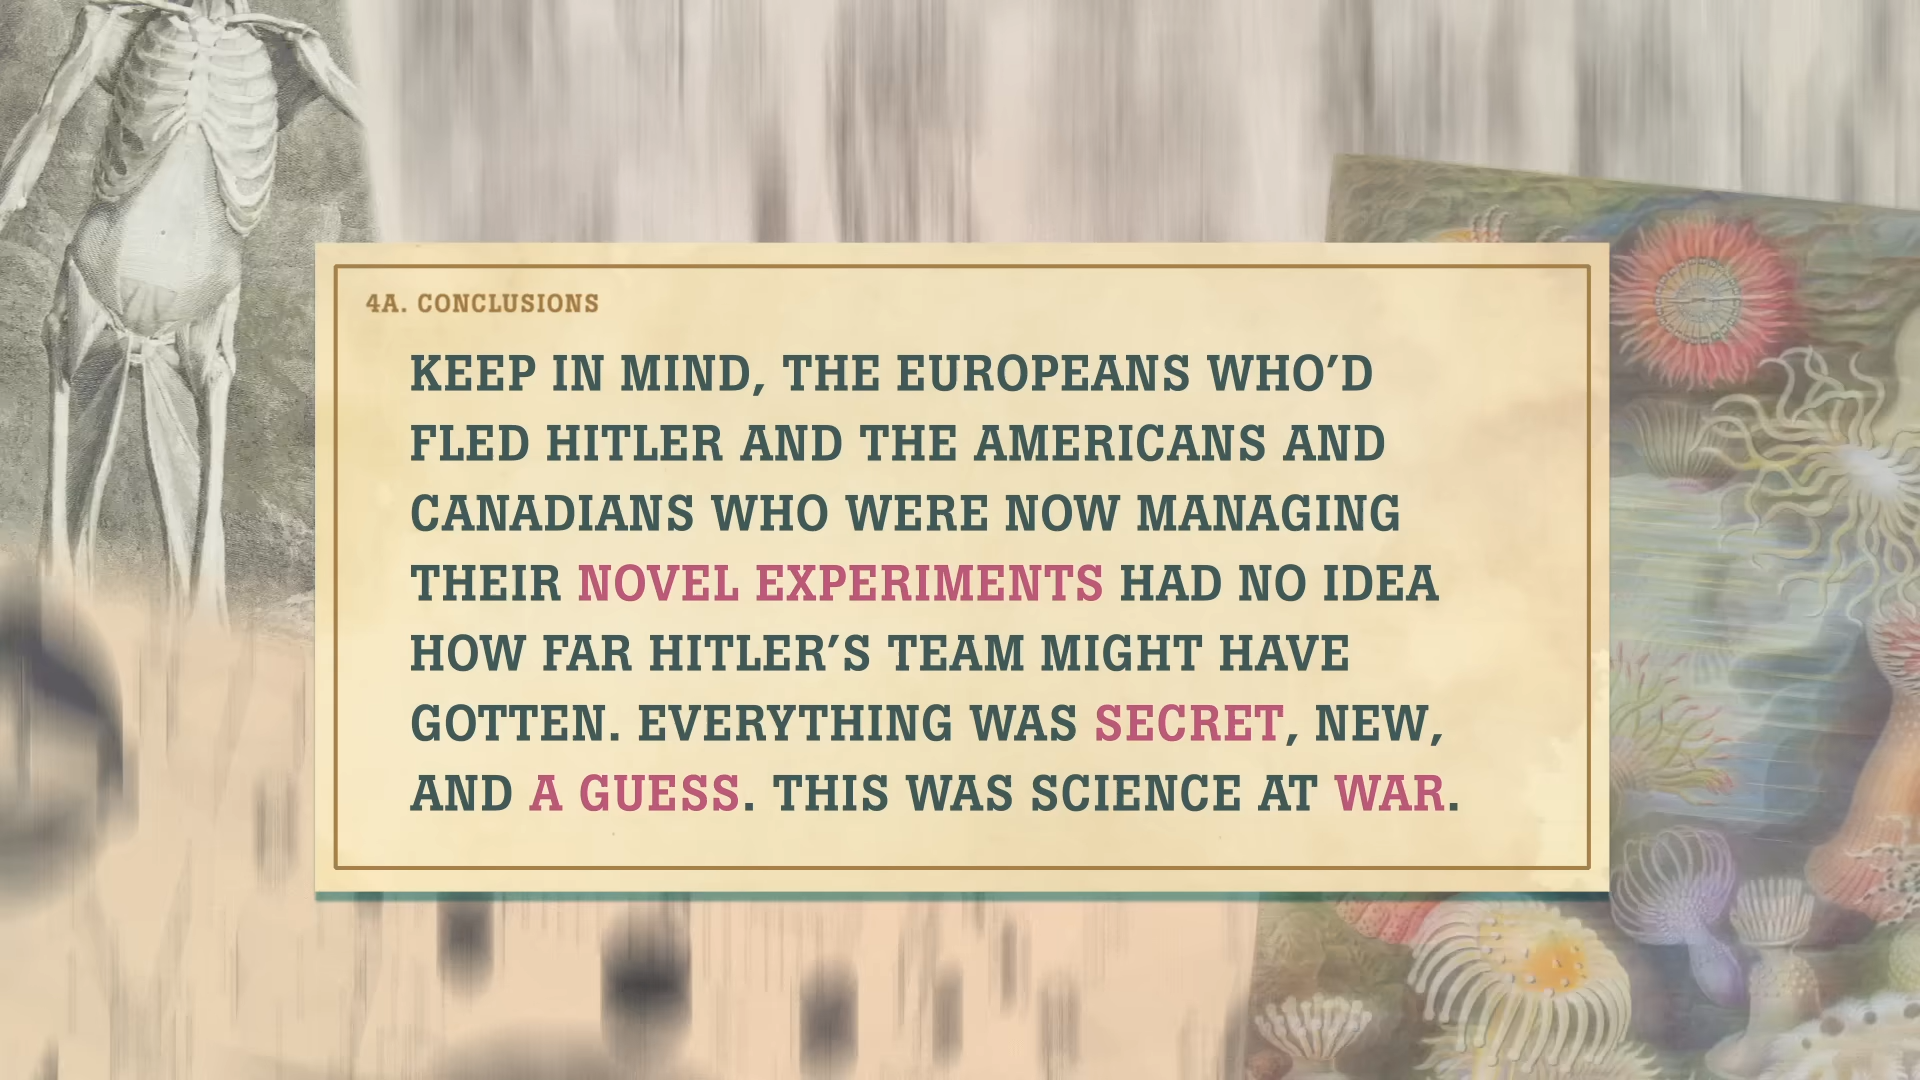 4A. CONCLUSIONS
KEEP IN MIND, THE EUROPEANS WHO’D
FLED HITLER AND THE AMERICANS AND
CANADIANS WHO WERE NOW MANAGING
THEIR NOVEL EXPERIMENTS HAD NO IDEA
HOW FAR HITLER’S TEAM MIGHT HAVE
GOTTEN. EVERYTHING WAS SECRET, NEW,
AND A GUESS. THIS WAS SCIENCE AT WAR.